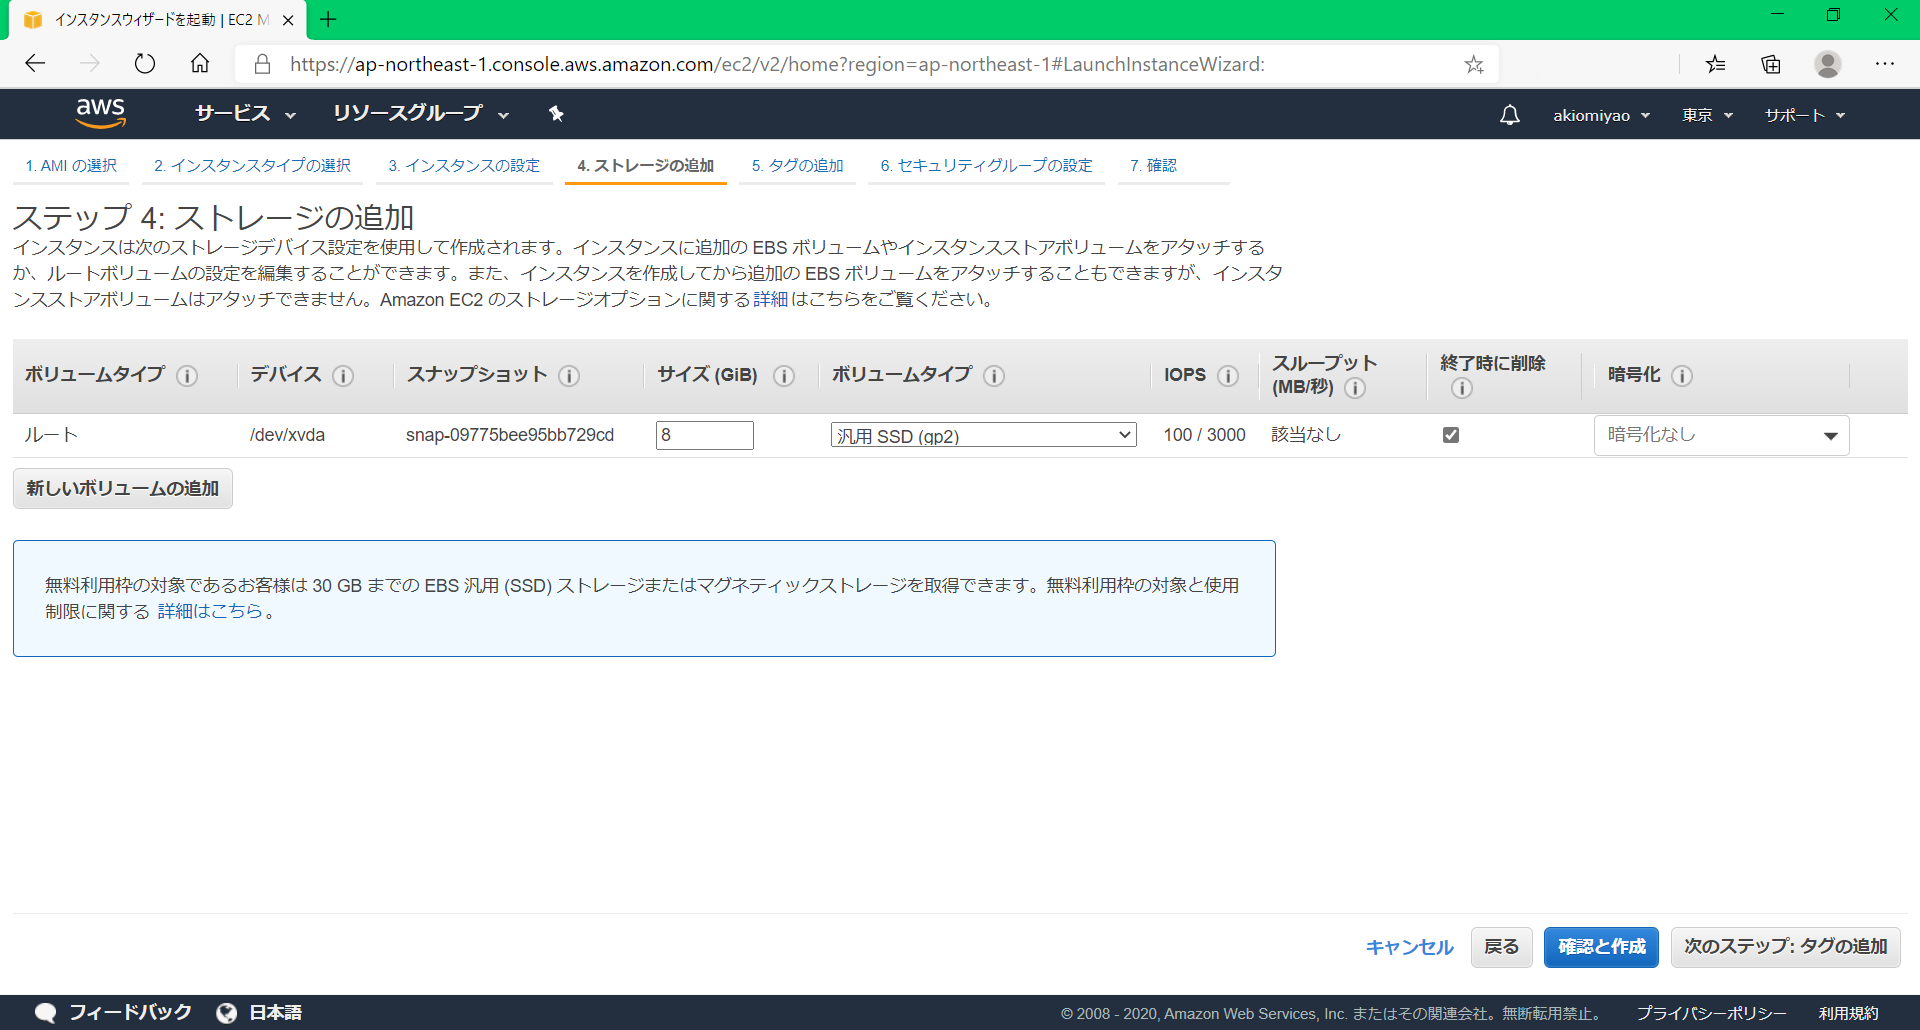 インスタンスウィザードを起動 | EC2 M
https://ap-northeast-1.console.aws.amazon.com/ec2/v2/home?region=ap-northeast-1#LaunchInstanceWizard:
aws サービス リソースグループ akiomiyao 東京 サポート
1. AMI の選択 2. インスタンスタイプの選択 3. インスタンスの設定 4. ストレージの追加 5. タグの追加 6. セキュリティグループの設定 7. 確認
ステップ 4: ストレージの追加
インスタンスは次のストレージデバイス設定を使用して作成されます。インスタンスに追加の EBS ボリュームやインスタンスストアボリュームをアタッチする
か、ルートボリュームの設定を編集することができます。また、インスタンスを作成してから追加の EBS ボリュームをアタッチすることもできますが、インスタ
ンスストアボリュームはアタッチできません。Amazon EC2 のストレージオプションに関する詳細はこちらをご覧ください。
ボリュームタイプ デバイス スナップショット サイズ (GiB) ボリュームタイプ IOPS スループット (MB/秒) 終了時に削除 暗号化
ルート /dev/xvda snap-09775bee95bb729cd 8 汎用 SSD (gp2) 100 / 3000 該当なし 暗号化なし
新しいボリュームの追加
無料利用枠の対象であるお客様は 30 GB までの EBS 汎用 (SSD) ストレージまたはマグネティックストレージを取得できます。無料利用枠の対象と使用
制限に関する 詳細はこちら。
キャンセル 戻る 確認と作成 次のステップ: タグの追加
フィードバック 日本語 © 2008 - 2020, Amazon Web Services, Inc. またはその関連会社。無断転用禁止。 プライバシーポリシー 利用規約